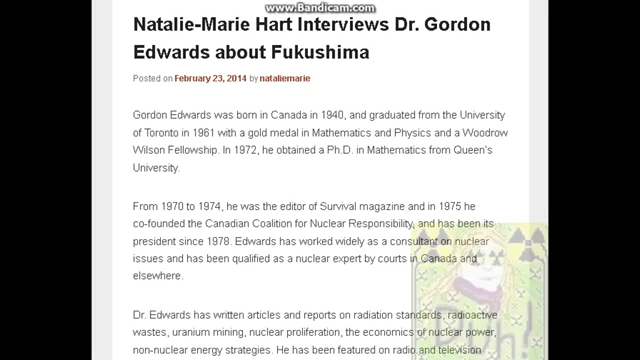 www.Bandicam.com
Natalie-Marie Hart Interviews Dr. Gordon
Edwards about Fukushima
Posted on February 23, 2014 by nataliemarie
Gordon Edwards was born in Canada in 1940, and graduated from the University
of Toronto in 1961 with a gold medal in Mathematics and Physics and a Woodrow
Wilson Fellowship. In 1972, he obtained a Ph.D. in Mathematics from Queen's
University.
From 1970 to 1974, he was the editor of Survival magazine and in 1975 he
co-founded the Canadian Coalition for Nuclear Responsibility, and has been its
president since 1978. Edwards has worked widely as a consultant on nuclear
issues and has been qualified as a nuclear expert by courts in Canada and
elsewhere.
Dr. Edwards has written articles and reports on radiation standards, radioactive
wastes, uranium mining, nuclear proliferation, the economics of nuclear power,
non-nuclear energy strategies. He has been featured on radio and television
Duh!